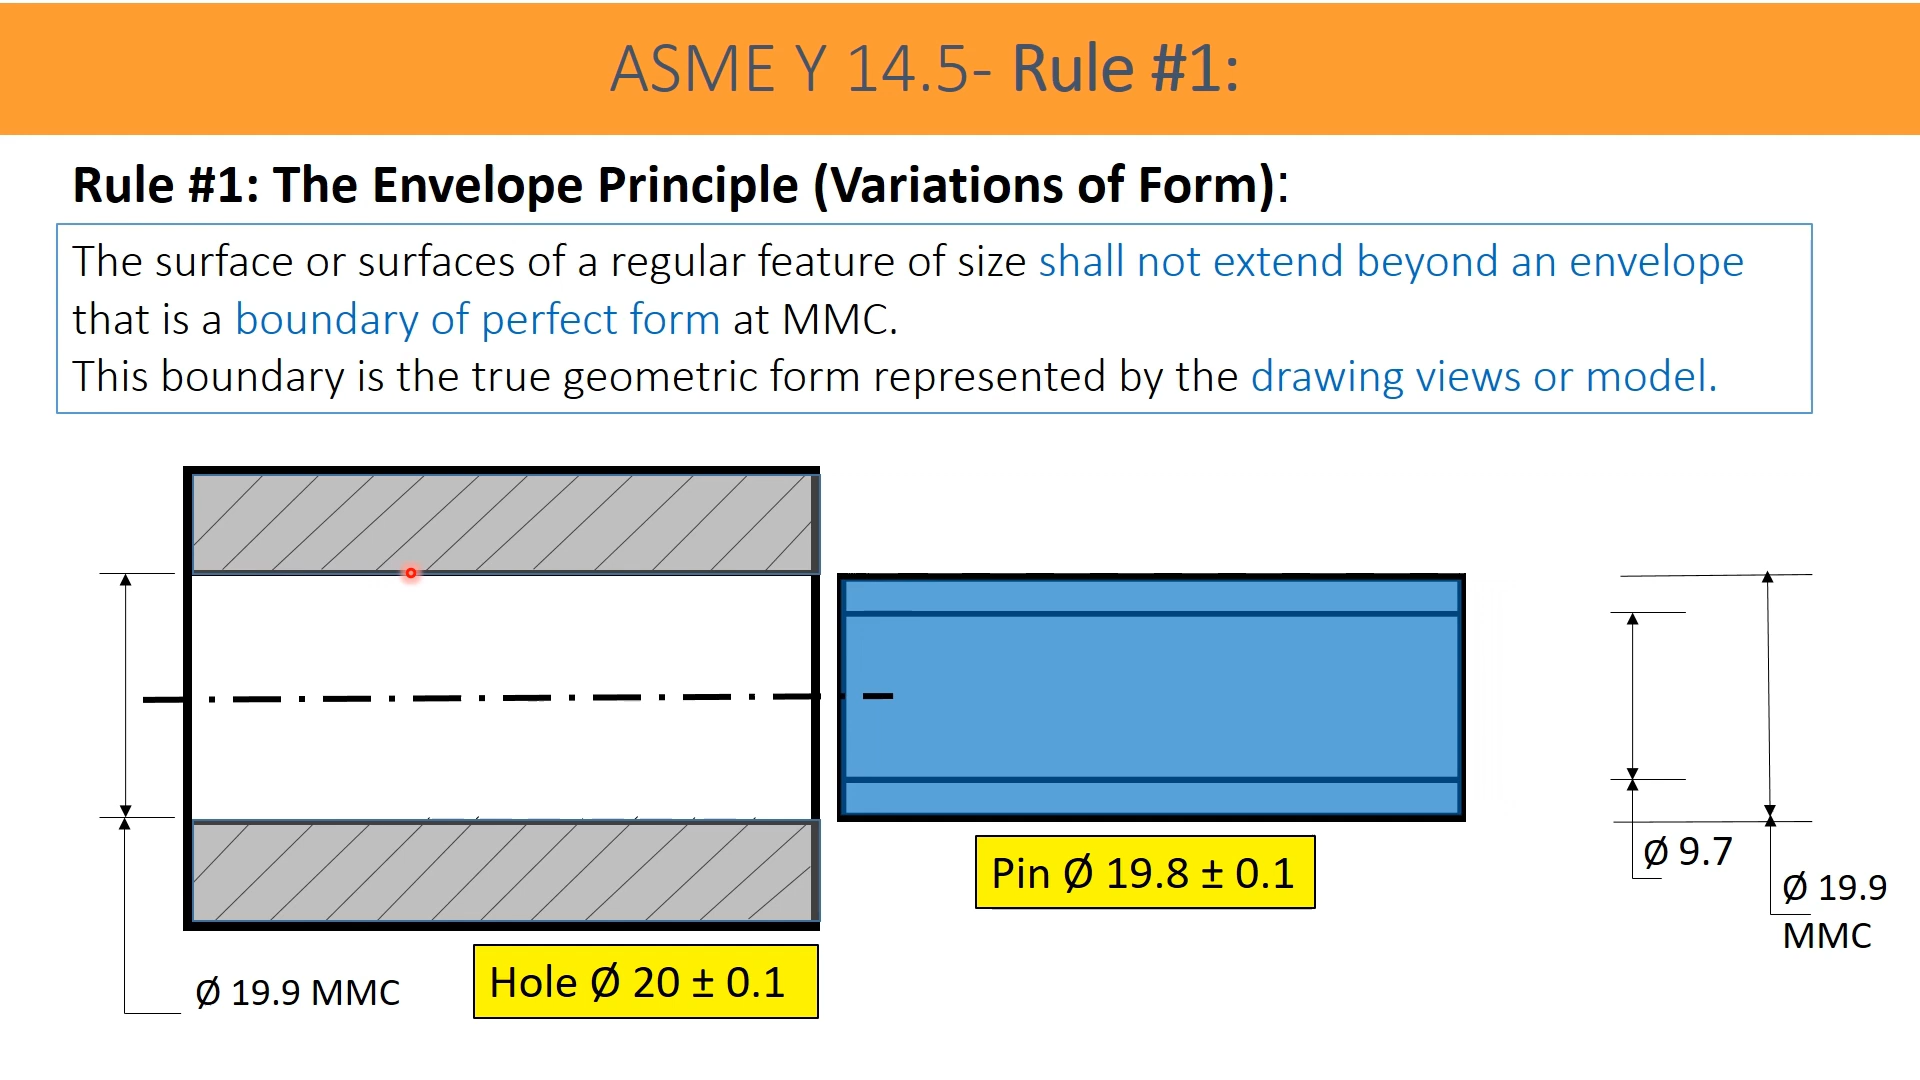 ASME Y 14.5- Rule #1:
Rule #1: The Envelope Principle (Variations of Form):
The surface or surfaces of a regular feature of size shall not extend beyond an envelope
that is a boundary of perfect form at MMC.
This boundary is the true geometric form represented by the drawing views or model.
Ø 9.7
Pin Ø 19.8 ± 0.1
Ø 19.9
MMC
Hole Ø 20 ± 0.1
Ø 19.9 MMC